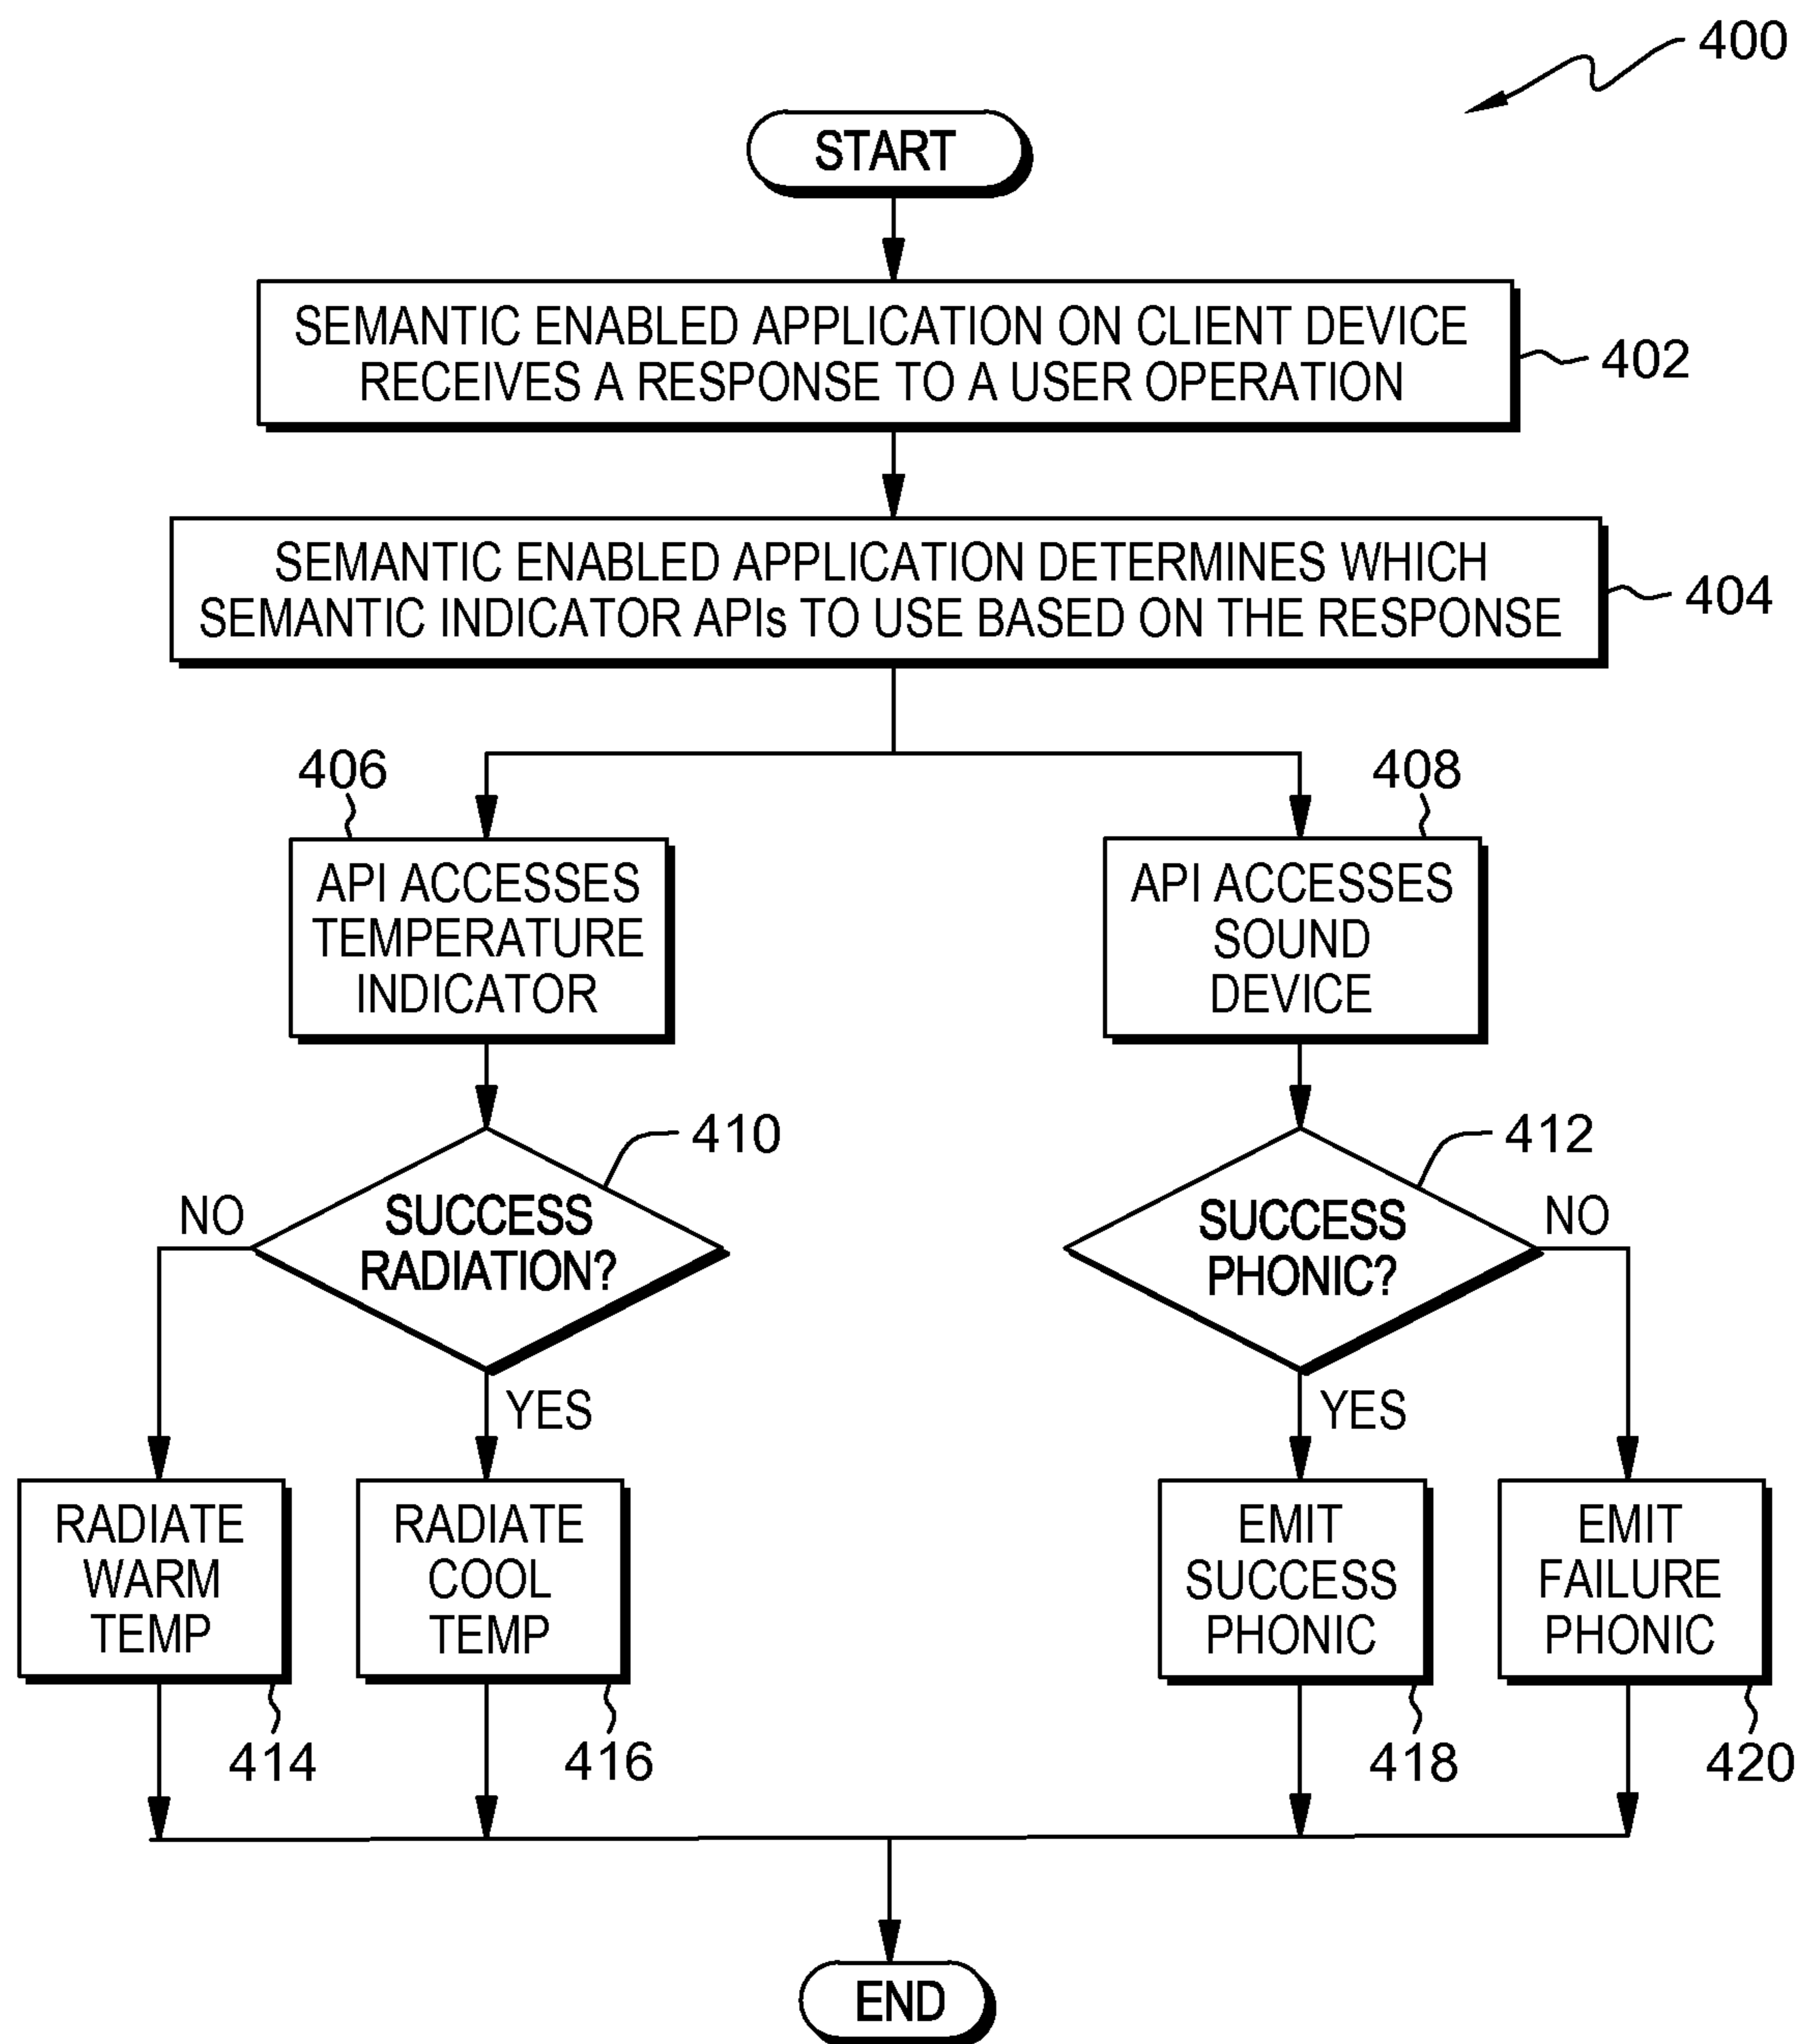 400
START
SEMANTIC ENABLED APPLICATION ON CLIENT DEVICE
RECEIVES A RESPONSE TO A USER OPERATION
402
SEMANTIC ENABLED APPLICATION DETERMINES WHICH
SEMANTIC INDICATOR APIs TO USE BASED ON THE RESPONSE
404
406
API ACCESSES
TEMPERATURE
INDICATOR
408
API ACCESSES
SOUND
DEVICE
410
SUCCESS
RADIATION?
NO
YES
412
SUCCESS
PHONIC?
NO
YES
RADIATE
WARM
TEMP
414
RADIATE
COOL
TEMP
416
EMIT
SUCCESS
PHONIC
418
EMIT
FAILURE
PHONIC
420
END